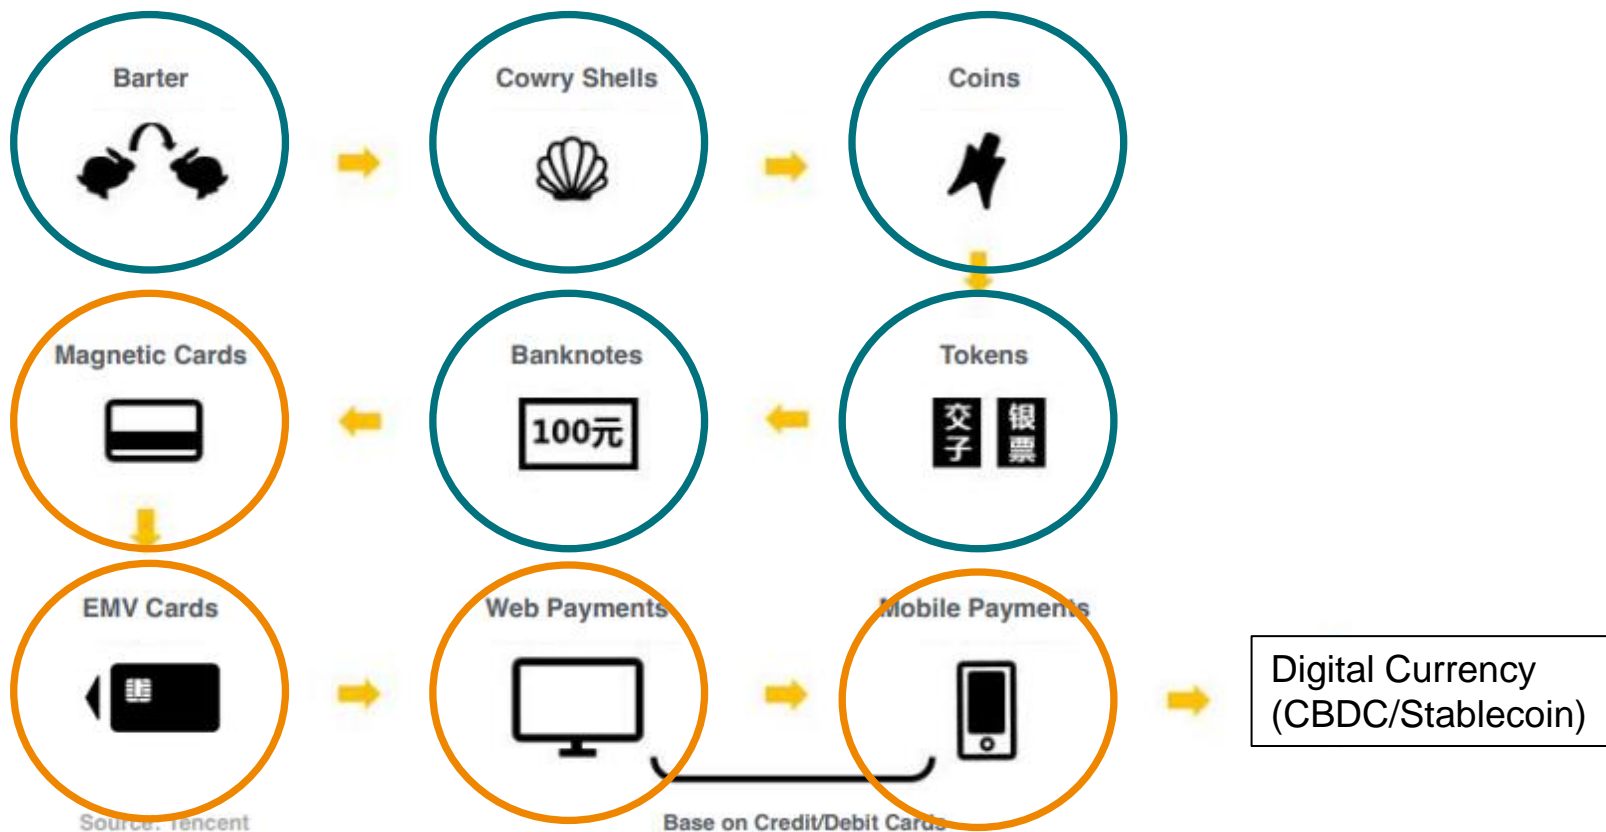 Barter
Cowry Shells
Coins
Magnetic Cards
Banknotes
Tokens
100元
交子
银票
EMV Cards
Web Payments
Mobile Payments
Digital Currency
(CBDC/Stablecoin)
Source: Tencent
Base on Credit/Debit Cards